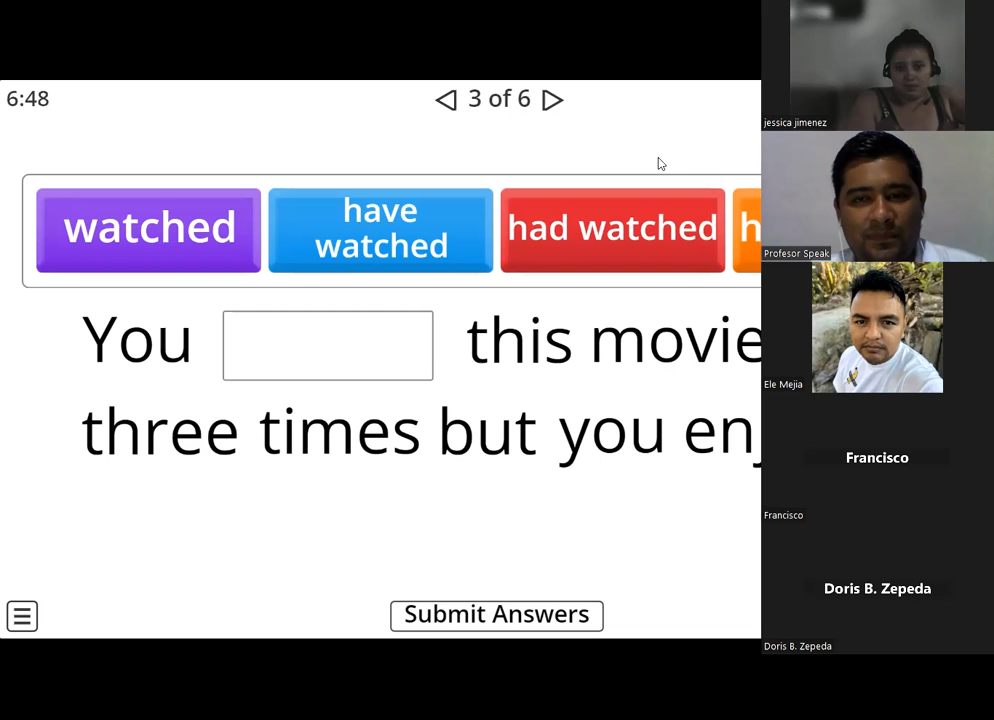 6:48
3 of 6
watched
have
watched
had watched
You this movie
three times but you
Submit Answers
jessica jimenez
Profesor Speak
Ele Mejia
Francisco
Francisco
Doris B. Zepeda
Doris B. Zepeda